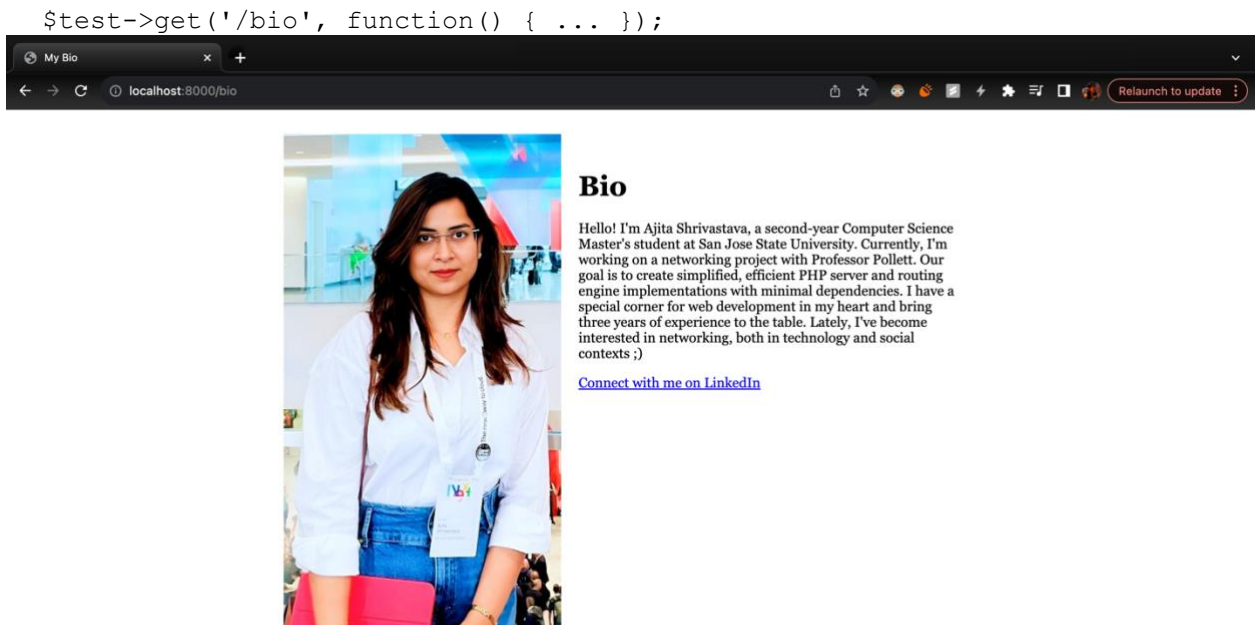 $test->get('/bio', function() { ... });
My Bio
localhost:8000/bio
Relaunch to update
Bio
Hello! I'm Ajita Shrivastava, a second-year Computer Science
Master's student at San Jose State University. Currently, I'm
working on a networking project with Professor Pollett. Our
goal is to create simplified, efficient PHP server and routing
engine implementations with minimal dependencies. I have a
special corner for web development in my heart and bring
three years of experience to the table. Lately, I've become
interested in networking, both in technology and social
contexts ;)
Connect with me on LinkedIn